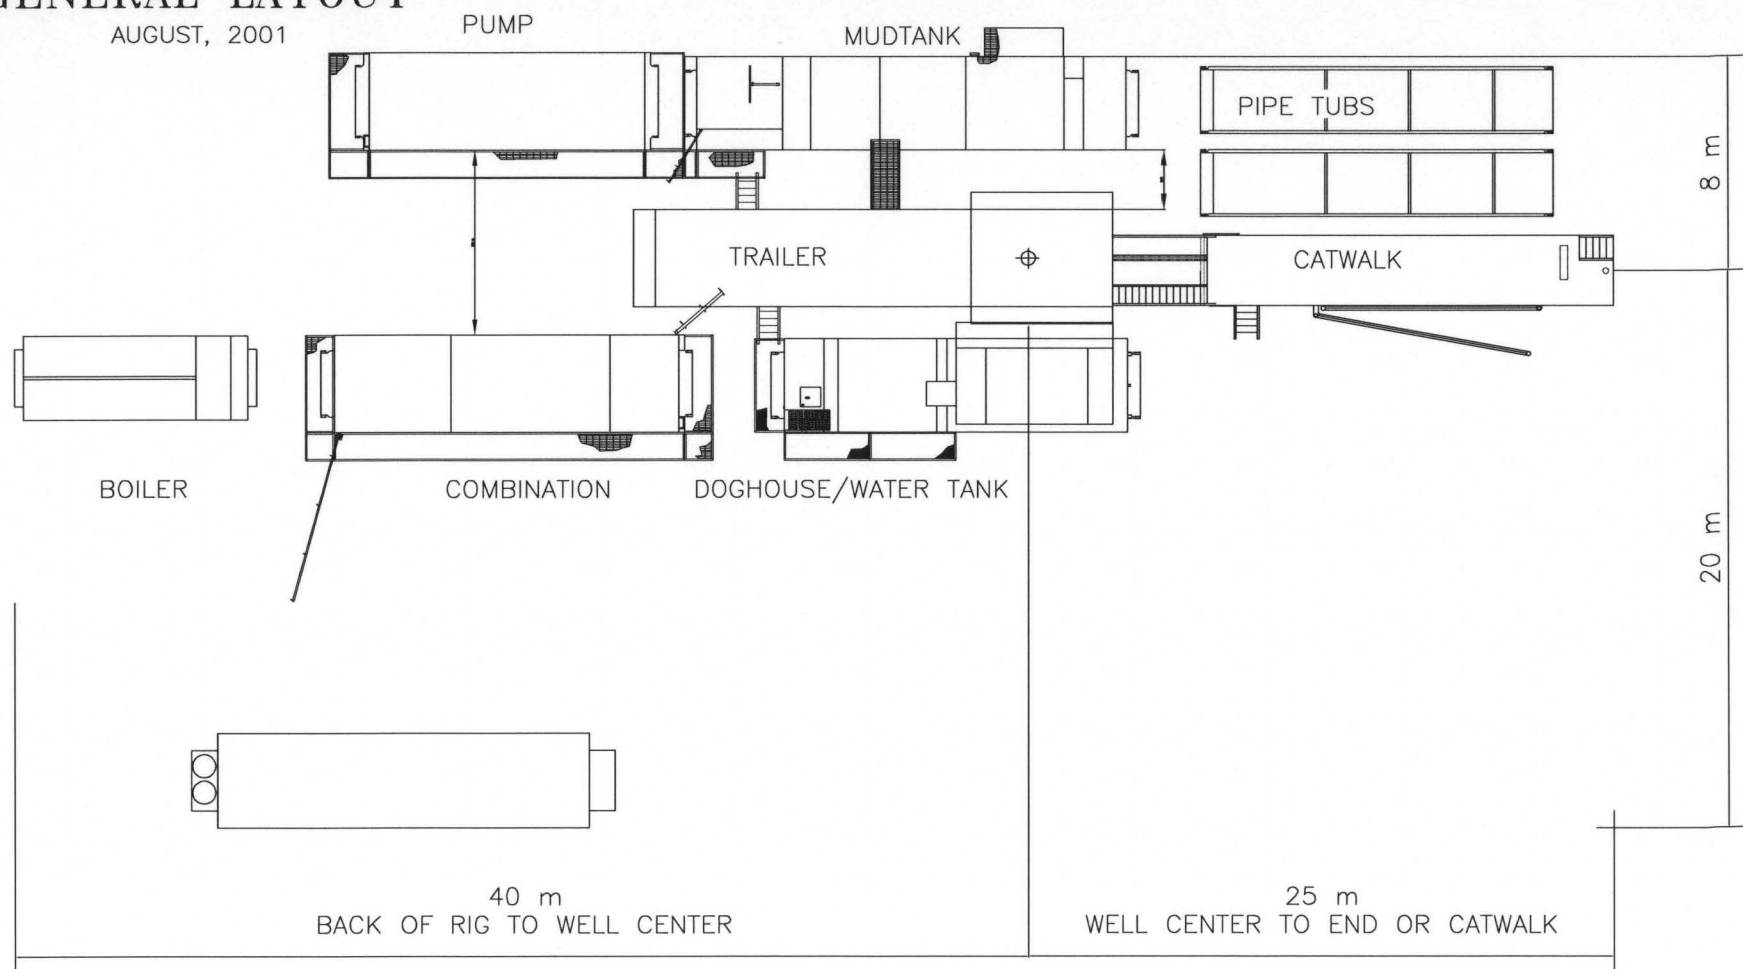 GENERAL LAYOUT
AUGUST, 2001
PUMP
MUDTANK
PIPE TUBS
8 m
TRAILER
CATWALK
BOILER
COMBINATION
DOGHOUSE/WATER TANK
20 m
40 m
BACK OF RIG TO WELL CENTER
25 m
WELL CENTER TO END OR CATWALK